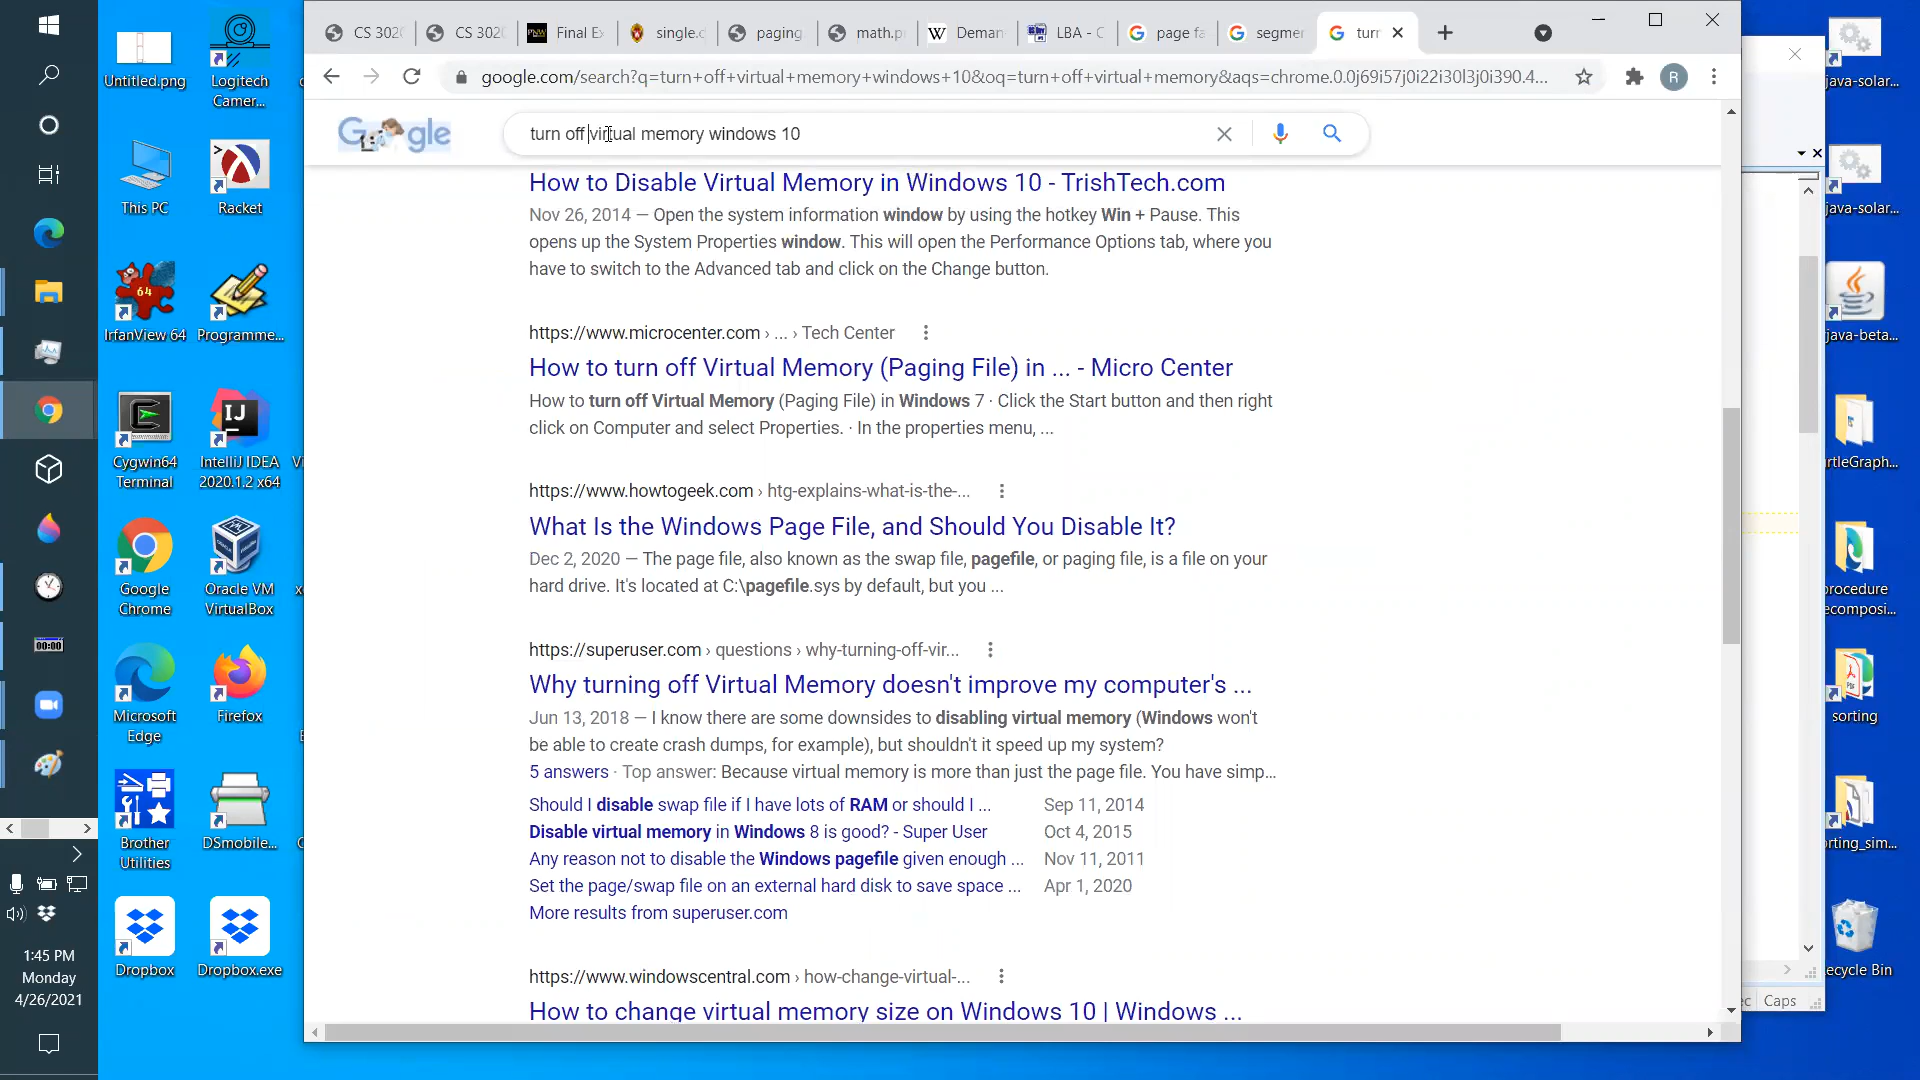 CS 302
CS 302
Final Ex
single.c
paging
math.p
Deman
LBA - C
page fa
segmen
turn
google.com/search?q=turn+off+virtual+memory+windows+10&oq=turn+off+virtual+memory&aqs=chrome.0.0j69i57j0i22i30l3j0i390.4...
R
Google
turn off virtual memory windows 10
How to Disable Virtual Memory in Windows 10 - TrishTech.com
Nov 26, 2014 — Open the system information window by using the hotkey Win + Pause. This
opens up the System Properties window. This will open the Performance Options tab, where you
have to switch to the Advanced tab and click on the Change button.
https://www.microcenter.com › ... › Tech Center
How to turn off Virtual Memory (Paging File) in ... - Micro Center
How to turn off Virtual Memory (Paging File) in Windows 7 · Click the Start button and then right
click on Computer and select Properties. · In the properties menu, ...
https://www.howtogeek.com › htg-explains-what-is-the-...
What Is the Windows Page File, and Should You Disable It?
Dec 2, 2020 — The page file, also known as the swap file, pagefile, or paging file, is a file on your
hard drive. It's located at C:\pagefile.sys by default, but you ...
https://superuser.com › questions › why-turning-off-vir...
Why turning off Virtual Memory doesn't improve my computer's ...
Jun 13, 2018 — I know there are some downsides to disabling virtual memory (Windows won't
be able to create crash dumps, for example), but shouldn't it speed up my system?
5 answers · Top answer: Because virtual memory is more than just the page file. You have simp...
Should I disable swap file if I have lots of RAM or should I ... Sep 11, 2014
Disable virtual memory in Windows 8 is good? - Super User Oct 4, 2015
Any reason not to disable the Windows pagefile given enough ... Nov 11, 2011
Set the page/swap file on an external hard disk to save space ... Apr 1, 2020
More results from superuser.com
https://www.windowscentral.com › how-change-virtual-...
How to change virtual memory size on Windows 10 | Windows ...
Untitled.png
Logitech
Camer...
This PC
Racket
IrfanView 64
Programme...
Cygwin64
Terminal
IntelliJ IDEA
2020.1.2 x64
Google
Chrome
Oracle VM
VirtualBox
Microsoft
Edge
Firefox
Brother
Utilities
DSmobile...
Dropbox
Dropbox.exe
00:00
1:45 PM
Monday
4/26/2021
java-solar...
java-solar...
java-beta...
rtleGraph...
procedure
ecomposi...
sorting
orting_sim...
ecycle Bin
ec Caps